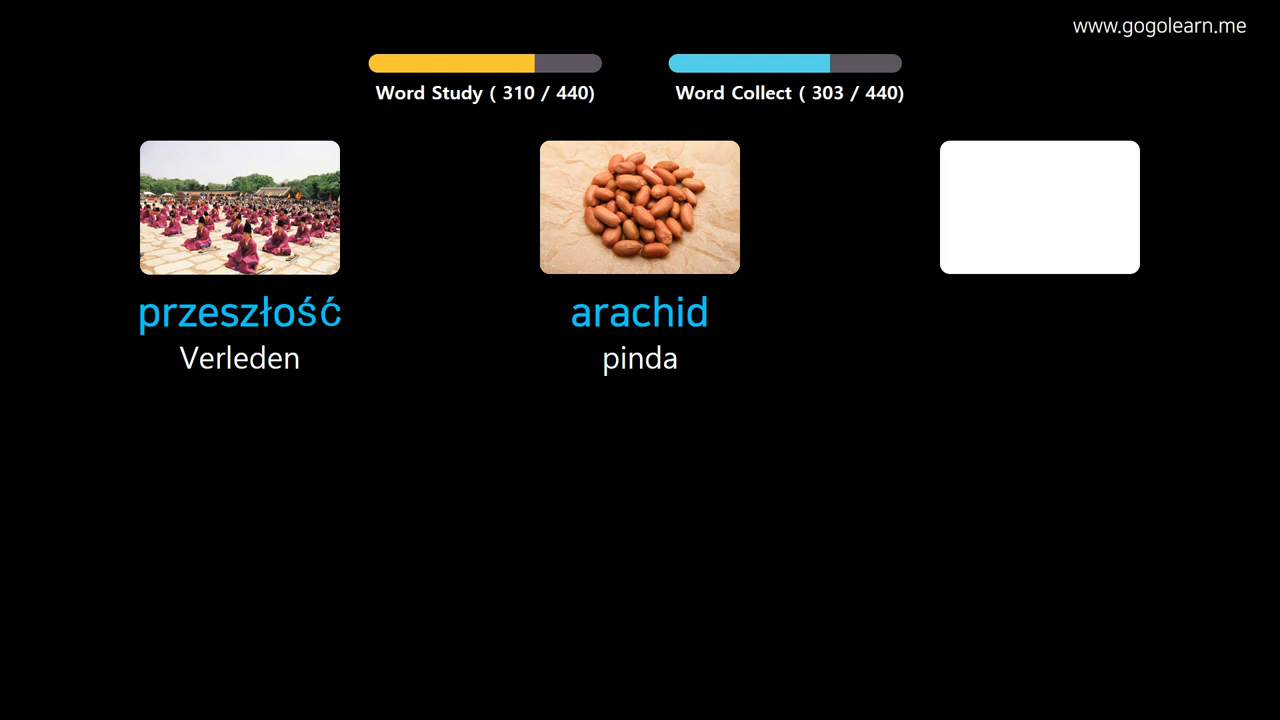 www.gogolearn.me
Word Study ( 310 / 440)
Word Collect ( 303 / 440)
przeszłość
Verleden
arachid
pinda